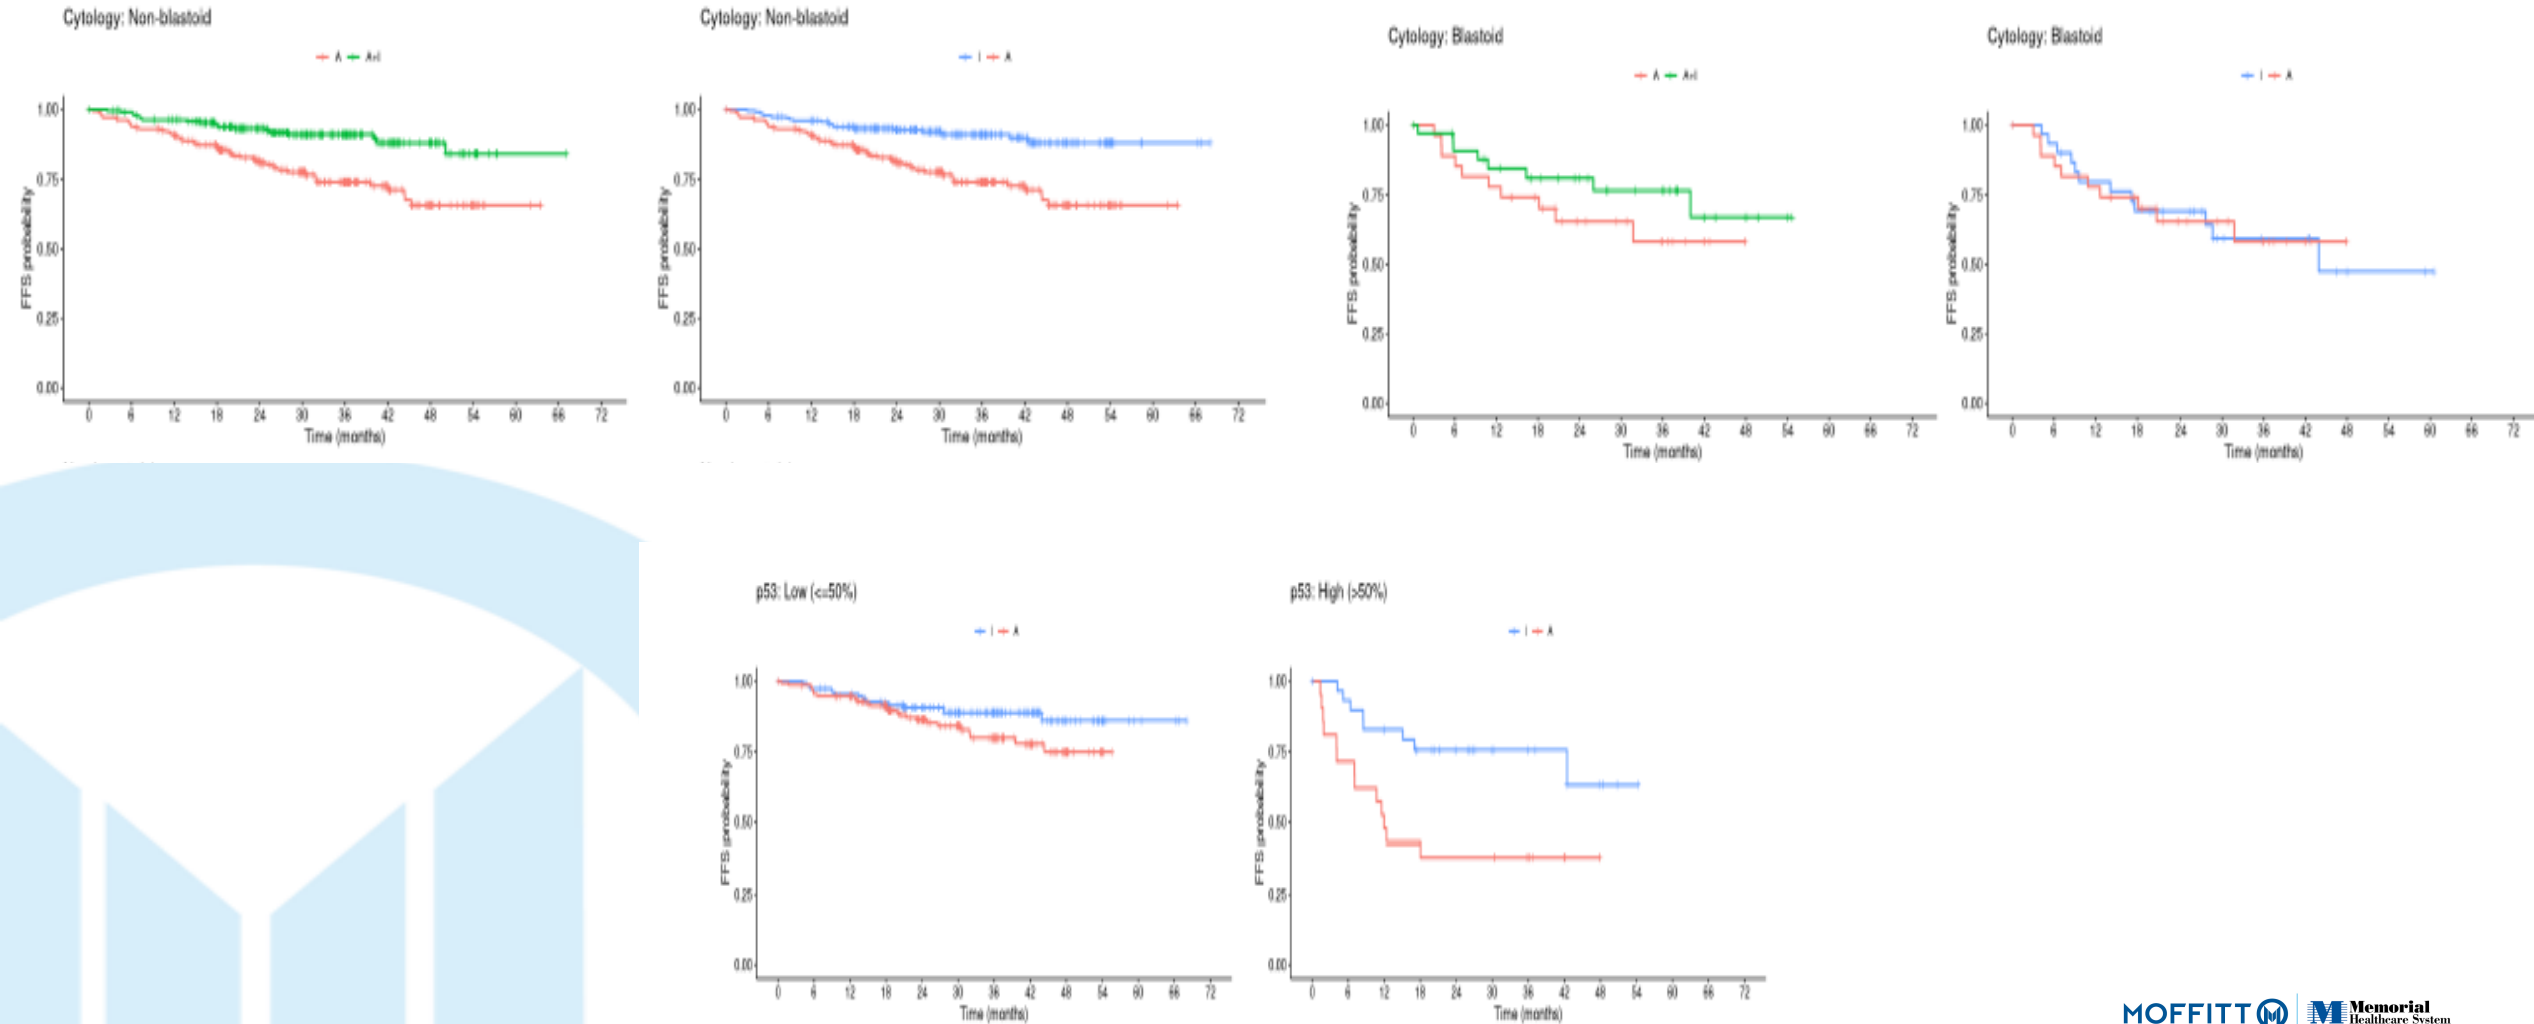 Cytology: Non-blastoid
A A+I
1.00
0.75
0.50
0.25
0.00
FFS probability
0 6 12 18 24 30 36 42 48 54 60 66 72
Time (months)
Cytology: Non-blastoid
I A
1.00
0.75
0.50
0.25
0.00
FFS probability
0 6 12 18 24 30 36 42 48 54 60 66 72
Time (months)
Cytology: Blastoid
A A+I
1.00
0.75
0.50
0.25
0.00
FFS probability
0 6 12 18 24 30 36 42 48 54 60 66 72
Time (months)
Cytology: Blastoid
I A
1.00
0.75
0.50
0.25
0.00
FFS probability
0 6 12 18 24 30 36 42 48 54 60 66 72
Time (months)
p53: Low (<=50%)
I A
1.00
0.75
0.50
0.25
0.00
FFS probability
0 6 12 18 24 30 36 42 48 54 60 66 72
Time (months)
p53: High (>50%)
I A
1.00
0.75
0.50
0.25
0.00
FFS probability
0 6 12 18 24 30 36 42 48 54 60 66 72
Time (months)
MOFFITT M
M Memorial
Healthcare System